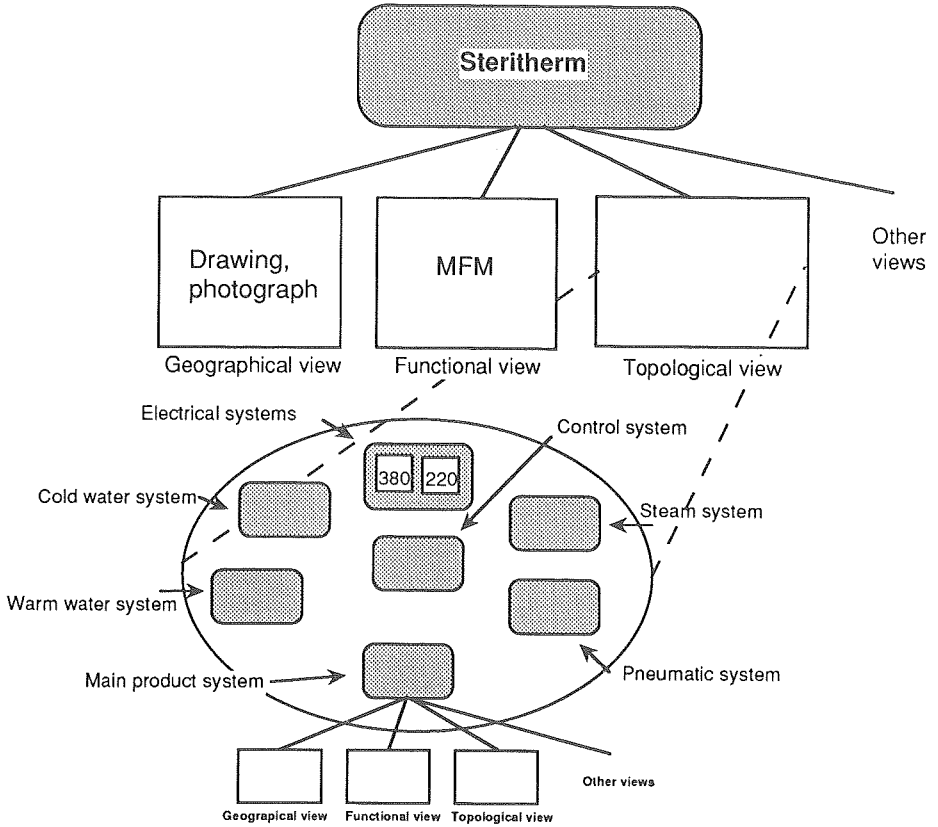 Steritherm
Drawing,
photograph
MFM
Other
views
Geographical view
Functional view
Topological view
Electrical systems
Control system
380
220
Cold water system
Steam system
Warm water system
Main product system
Pneumatic system
Other views
Geograpical view
Functional view
Topological view